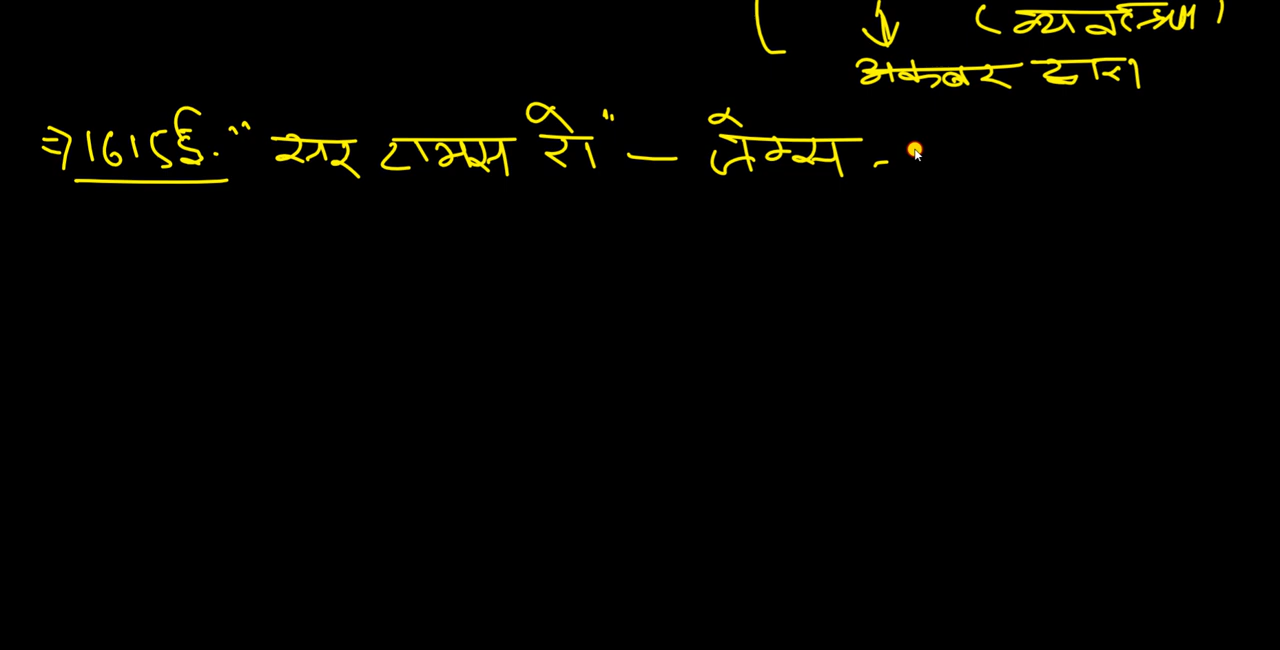 अकबर द्वारा
⇒ 1615ई. " सर टामस रो" — जेम्स -